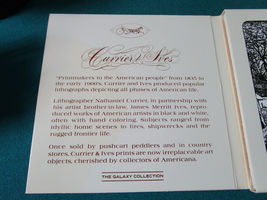 Currier & Ives
"Printmakers to the American people" from 1835 to
the early 1900's, Currier and Ives produced popular
lithographs depicting all phases of American life.
Lithographer Nathaniel Currier, in partnership with
his artist brother-in law, James Merritt Ives, repro-
duced works of American artists in black and white,
often with hand coloring. Subjects ranged from
idyllic home scenes to fires, shipwrecks and the
rugged frontier life.
Once sold by pushcart peddlers and in country
stores, Currier & Ives prints are now irreplaceable art
objects, cherished by collectors of Americana.
THE GALAXY COLLECTION